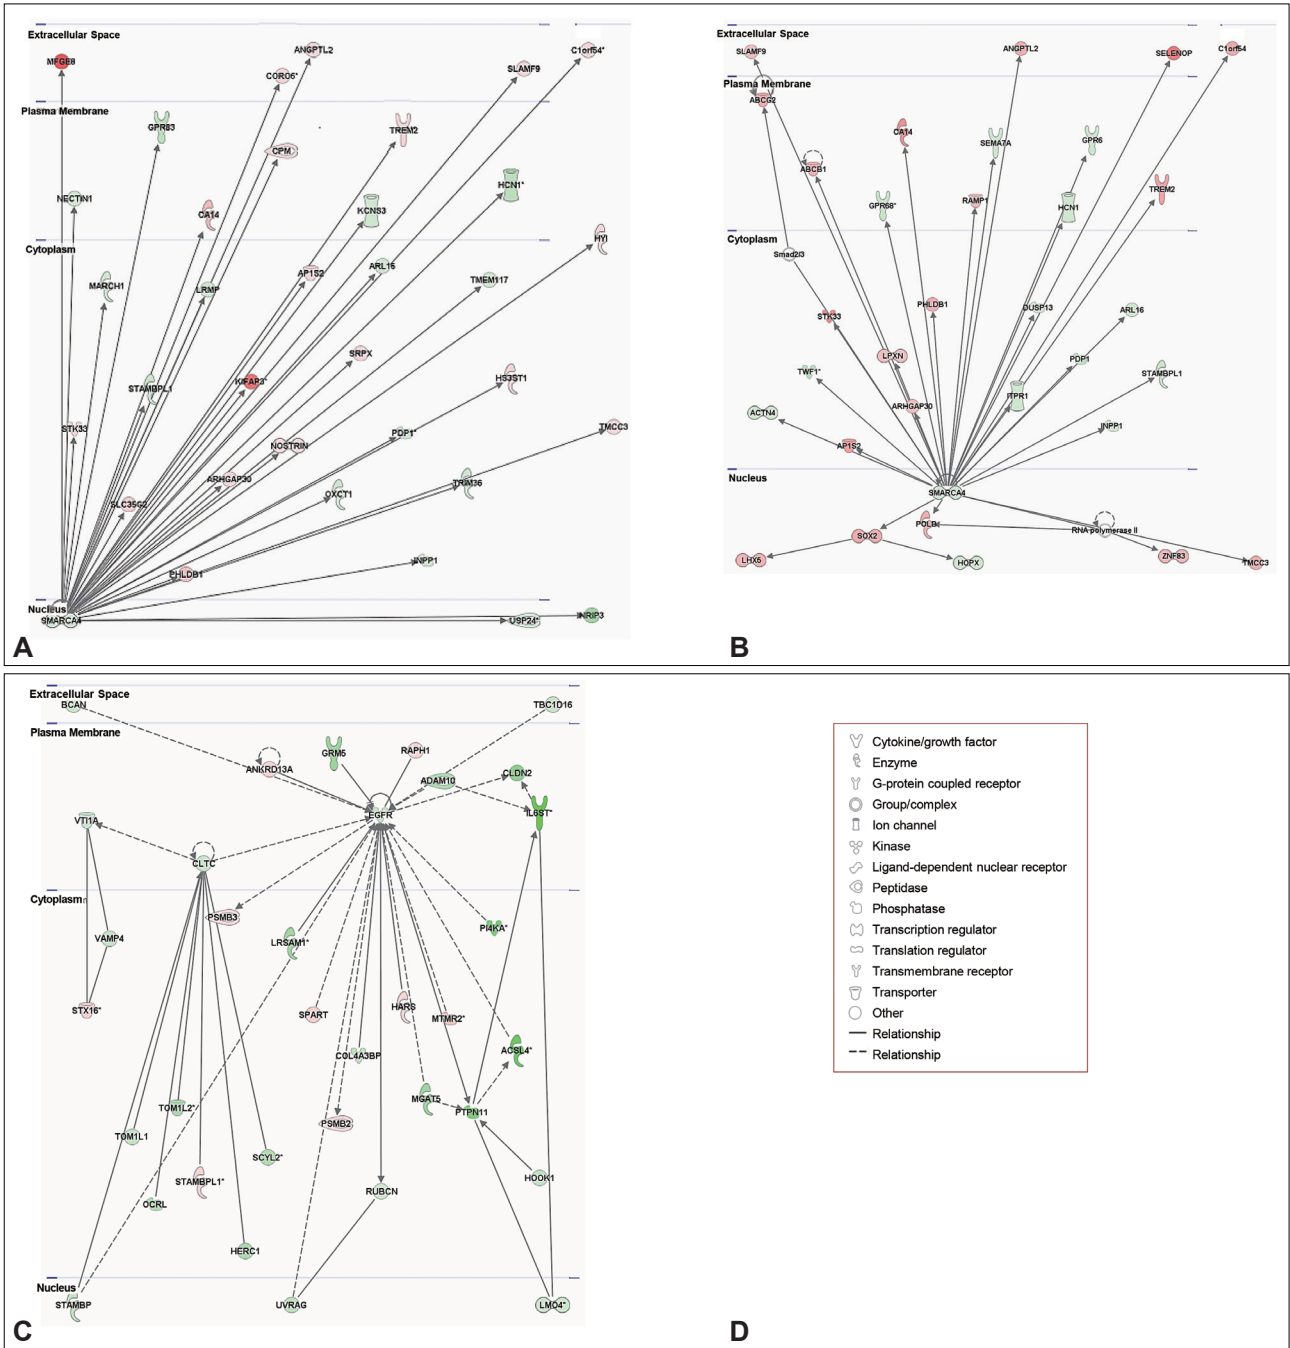 Extracellular Space
MFGE8
ANGPTL2
CORO6*
SLAMF9
C1orf54*
Plasma Membrane
GPR83
TREM2
CPM
NECTIN1
CA14
KCNS3
HCN1*
Cytoplasm
HYI
MARCH1
LRMP
AP1S2
ARL15
TMEM117
SRPX
STAMBPL1
KIFAP3*
HS3ST1
STK33
NOSTRIN
PDP1*
TMCC3
ARHGAP30
OXCT1
TRIM36
SLC35G2
PHLDB1
INPP1
Nucleus
SMARCA4
USP24*
NRIP3
A
Extracellular Space
SLAMF9
ANGPTL2
SELENOP
C1orf54
Plasma Membrane
ABCG2
CA14
SEMA7A
GPR6
ABCB1
GPR68*
RAMP1
HCN1
TREM2
Cytoplasm
Smad2/3
STK33
PHLDB1
DUSP13
ARL16
LPXN
TWF1*
PDP1
STAMBPL1
ITPR1
ACTN4
ARHGAP30
INPP1
AP1S2
Nucleus
SMARCA4
POLB
RNA polymerase II
SOX2
LHX6
HOPX
ZNF83
TMCC3
B
Extracellular Space
BCAN
TBC1D16
Plasma Membrane
ANKRD13A
GRM5
RAPH1
ADAM10
CLDN2
EGFR
IL6ST*
VTI1A
CLTC
Cytoplasm
PSMB3
VAMP4
LRSAM1*
PI4KA*
STX16*
SPART
HARS
MTMR2*
COL4A3BP
ACSL4*
TOM1L2*
MGAT5
PTPN11
PSMB2
TOM1L1
SCYL2*
STAMBPL1*
HOOK1
OCRL
RUBCN
HERC1
Nucleus
STAMBP
UVRAG
LMO4*
C
Cytokine/growth factor
Enzyme
G-protein coupled receptor
Group/complex
Ion channel
Kinase
Ligand-dependent nuclear receptor
Peptidase
Phosphatase
Transcription regulator
Translation regulator
Transmembrane receptor
Transporter
Other
Relationship
Relationship
D